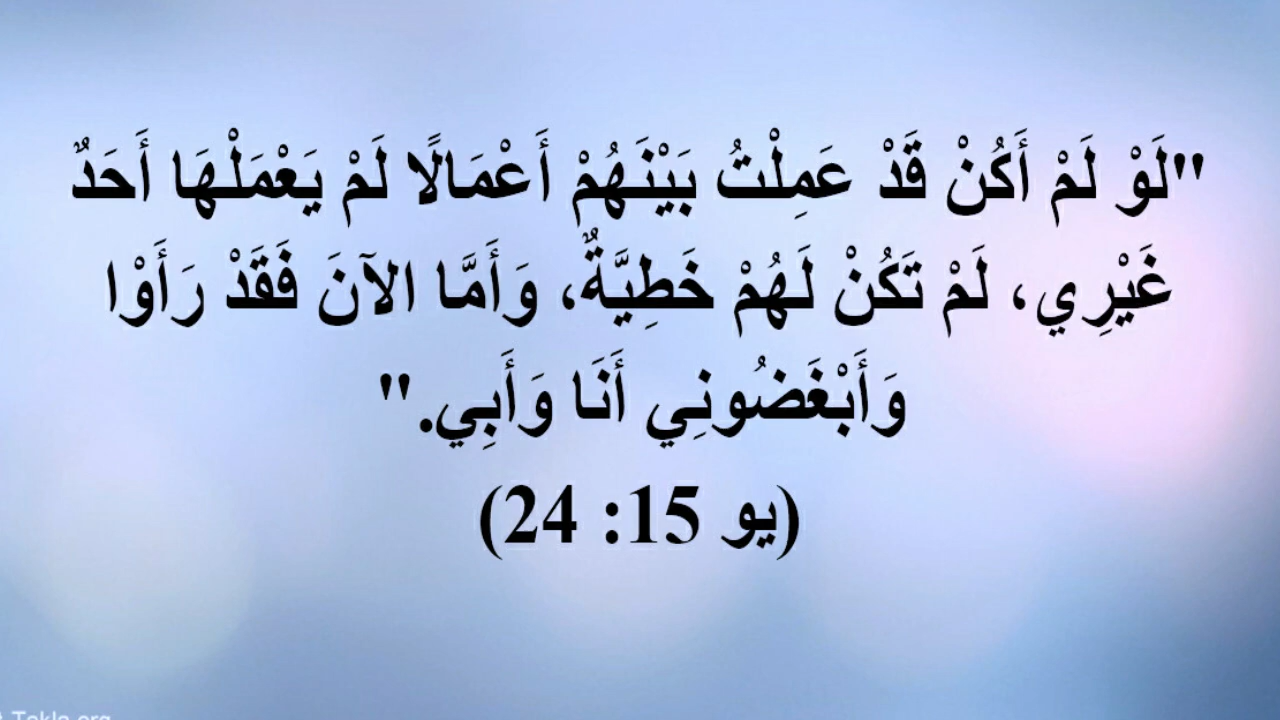 "لَوْ لَمْ أَكُنْ قَدْ عَمِلْتُ بَيْنَهُمْ أَعْمَالًا لَمْ يَعْمَلْهَا أَحَدٌ
غَيْرِي، لَمْ تَكُنْ لَهُمْ خَطِيَّةٌ، وَأَمَّا الآنَ فَقَدْ رَأَوْا
وَأَبْغَضُونِي أَنَا وَأَبِي."
(يو 15: 24)